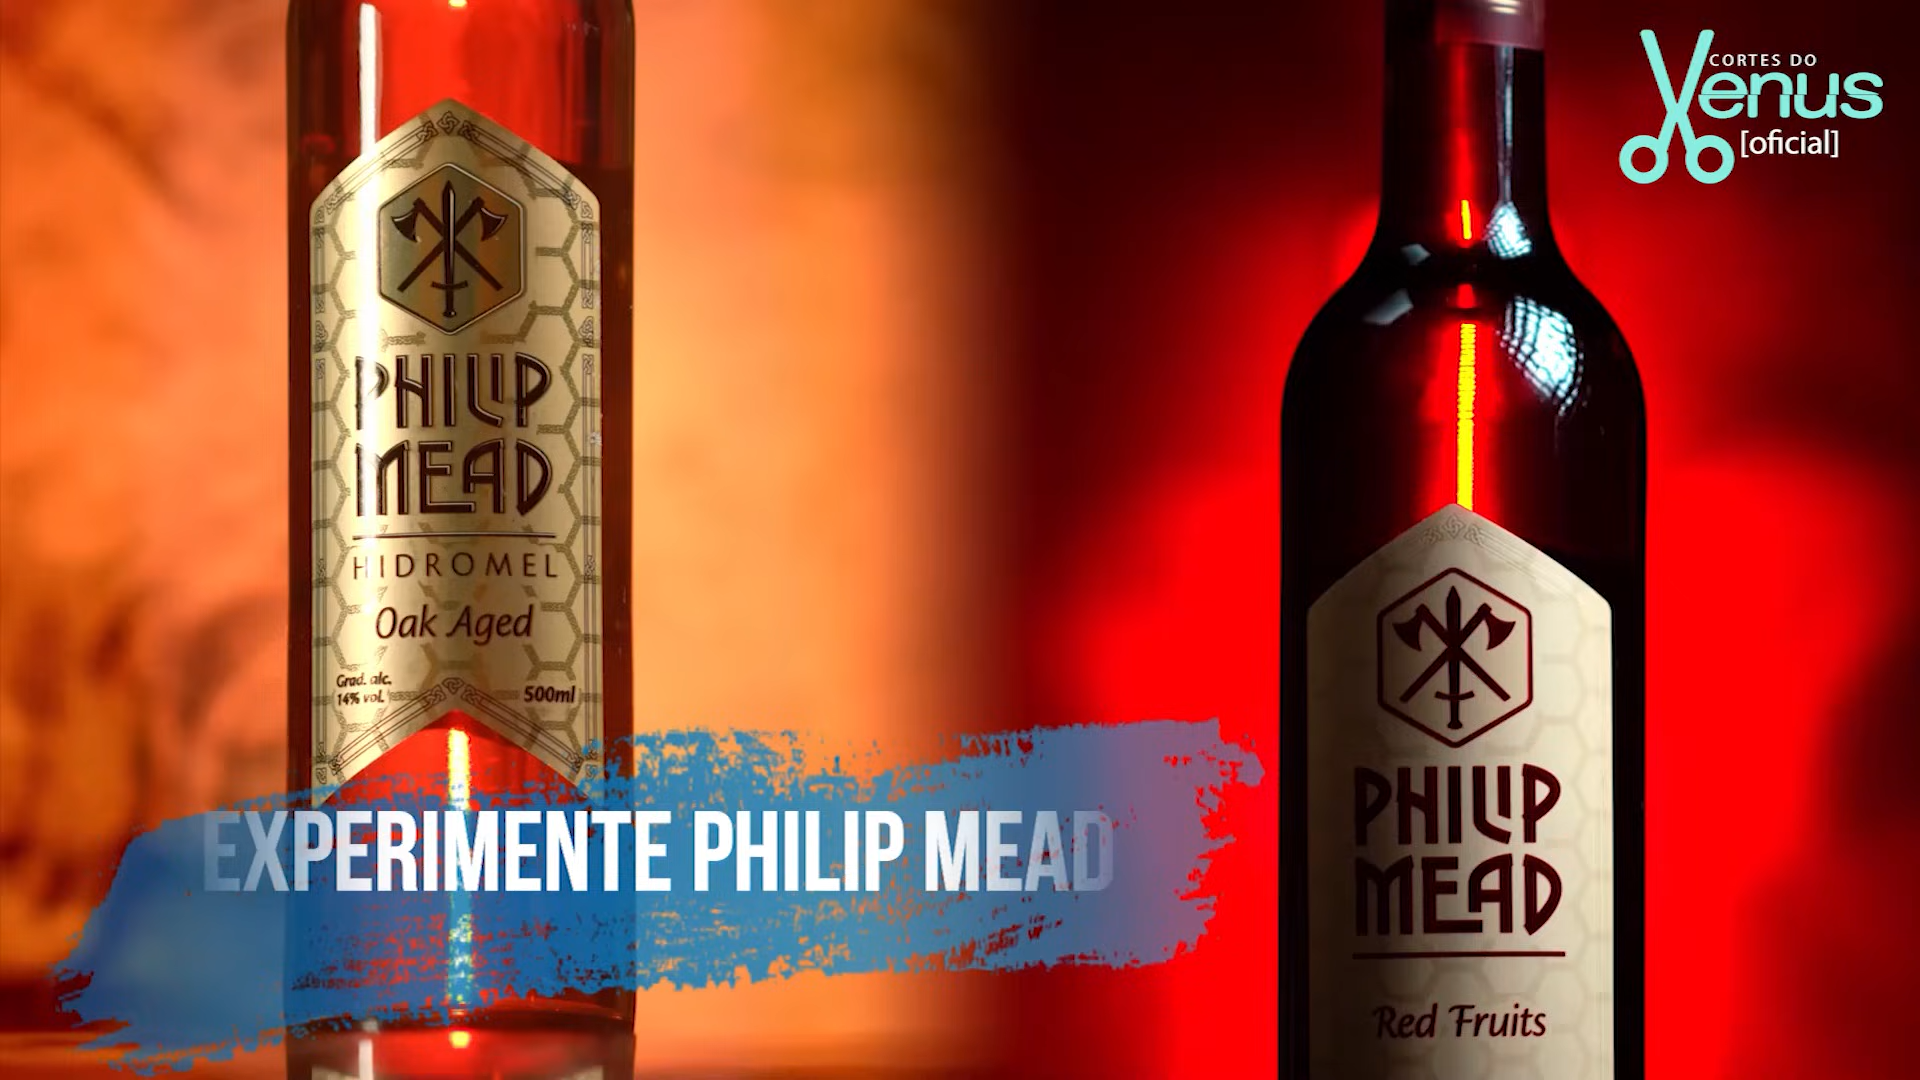 CORTES DO
Venus
[oficial]
PHILIP
MEAD
HIDROMEL
Oak Aged
Grad. alc.
14% vol.
500ml
EXPERIMENTE PHILIP MEAD
PHILIP
MEAD
Red Fruits